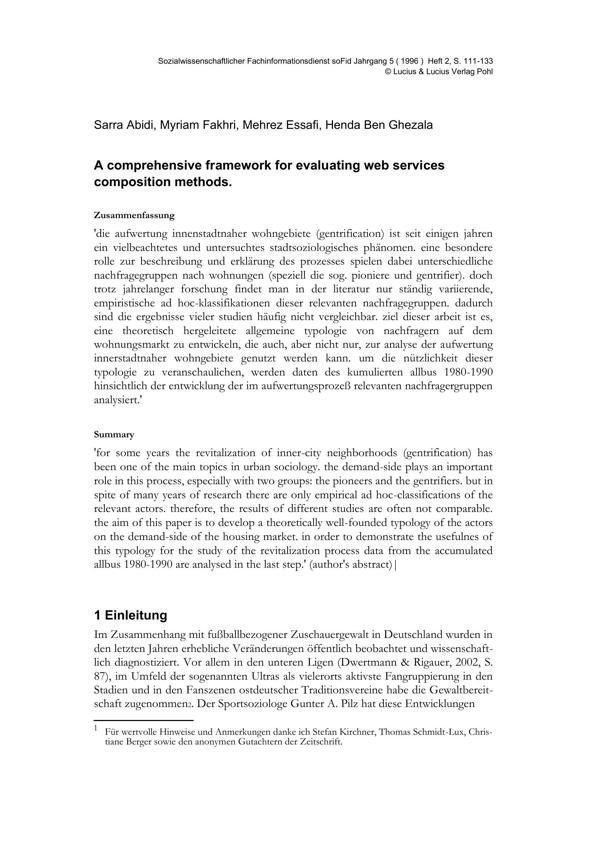 Sozialwissenschaftlicher Fachinformationsdienst soFid Jahrgang 5 ( 1996 )  Heft 2, S. 111-133
© Lucius & Lucius Verlag Pohl
Sarra Abidi, Myriam Fakhri, Mehrez Essafi, Henda Ben Ghezala
A comprehensive framework for evaluating web services
composition methods.
Zusammenfassung
'die aufwertung innenstadtnaher wohngebiete (gentrification) ist seit einigen jahren
ein vielbeachtetes und untersuchtes stadtsoziologisches phänomen. eine besondere
rolle zur beschreibung und erklärung des prozesses spielen dabei unterschiedliche
nachfragegruppen nach wohnungen (speziell die sog. pioniere und gentrifier). doch
trotz jahrelanger forschung findet man in der literatur nur ständig variierende,
empiristische ad hoc-klassifikationen dieser relevanten nachfragegruppen. dadurch
sind die ergebnisse vieler studien häufig nicht vergleichbar. ziel dieser arbeit ist es,
eine theoretisch hergeleitete allgemeine typologie von nachfragern auf dem
wohnungsmarkt zu entwickeln, die auch, aber nicht nur, zur analyse der aufwertung
innerstadtnaher wohngebiete genutzt werden kann. um die nützlichkeit dieser
typologie zu veranschaulichen, werden daten des kumulierten allbus 1980-1990
hinsichtlich der entwicklung der im aufwertungsprozeß relevanten nachfragergruppen
analysiert.'
Summary
'for some years the revitalization of inner-city neighborhoods (gentrification) has
been one of the main topics in urban sociology. the demand-side plays an important
role in this process, especially with two groups: the pioneers and the gentrifiers. but in
spite of many years of research there are only empirical ad hoc-classifications of the
relevant actors. therefore, the results of different studies are often not comparable.
the aim of this paper is to develop a theoretically well-founded typology of the actors
on the demand-side of the housing market. in order to demonstrate the usefulnes of
this typology for the study of the revitalization process data from the accumulated
allbus 1980-1990 are analysed in the last step.' (author's abstract)|
1 Einleitung
Im Zusammenhang mit fußballbezogener Zuschauergewalt in Deutschland wurden in
den letzten Jahren erhebliche Veränderungen öffentlich beobachtet und wissenschaft-
lich diagnostiziert. Vor allem in den unteren Ligen (Dwertmann & Rigauer, 2002, S.
87), im Umfeld der sogenannten Ultras als vielerorts aktivste Fangruppierung in den
Stadien und in den Fanszenen ostdeutscher Traditionsvereine habe die Gewaltbereit-
schaft zugenommen2. Der Sportsoziologe Gunter A. Pilz hat diese Entwicklungen
1 Für wertvolle Hinweise und Anmerkungen danke ich Stefan Kirchner, Thomas Schmidt-Lux, Chris-
tiane Berger sowie den anonymen Gutachtern der Zeitschrift.